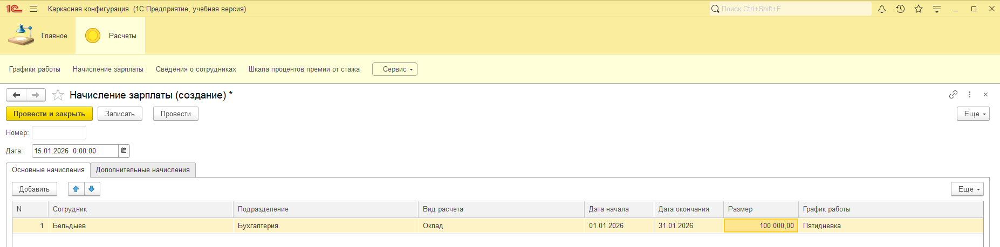 1С Каркасная конфигурация (1С:Предприятие, учебная версия) Поиск Ctrl+Shift+F
Главное Расчеты
Графики работы Начисление зарплаты Сведения о сотрудниках Шкала процентов премии от стажа Сервис
Начисление зарплаты (создание) *
Провести и закрыть Записать Провести Еще
Номер:
Дата: 15.01.2026 0:00:00
Основные начисления Дополнительные начисления
Добавить Еще
N Сотрудник Подразделение Вид расчета Дата начала Дата окончания Размер График работы
1 Бельдыев Бухгалтерия Оклад 01.01.2026 31.01.2026 100 000,00 Пятидневка